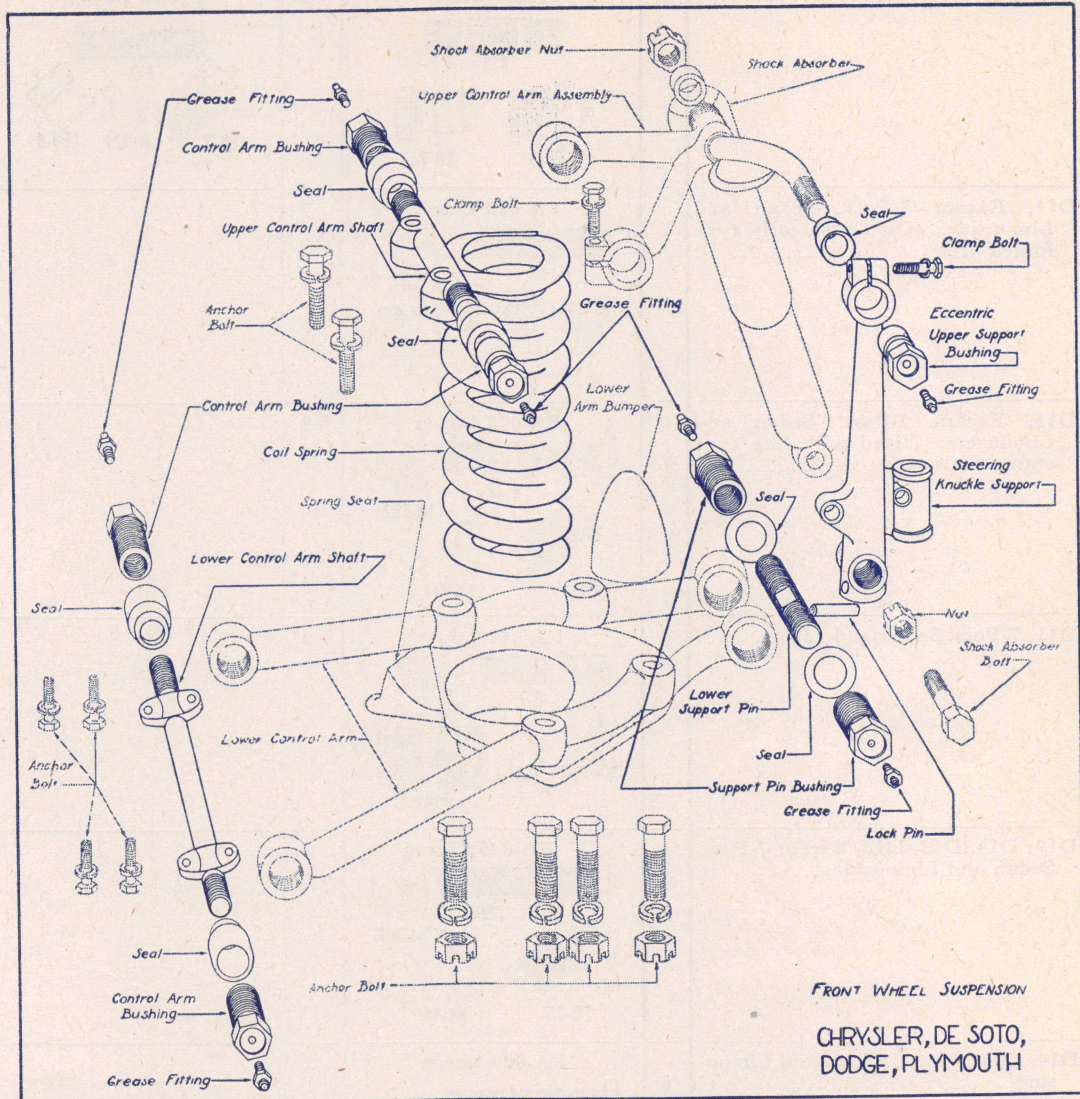 Shock Absorber Nut
Shock Absorber
Grease Fitting
Upper Control Arm Assembly
Control Arm Bushing
Seal
Clamp Bolt
Seal
Upper Control Arm Shaft
Clamp Bolt
Anchor
Bolt
Grease Fitting
Eccentric
Upper Support
Bushing
Seal
Grease Fitting
Lower
Arm Bumper
Control Arm Bushing
Coil Spring
Steering
Knuckle Support
Spring Seat
Seal
Lower Control Arm Shaft
Seal
Nut
Shock Absorber
Bolt
Lower
Support Pin
Lower Control Arm
Seal
Anchor
Bolt
Support Pin Bushing
Grease Fitting
Lock Pin
Seal
Anchor Bolt
Control Arm
Bushing
Grease Fitting
FRONT WHEEL SUSPENSION
CHRYSLER, DE SOTO,
DODGE, PLYMOUTH